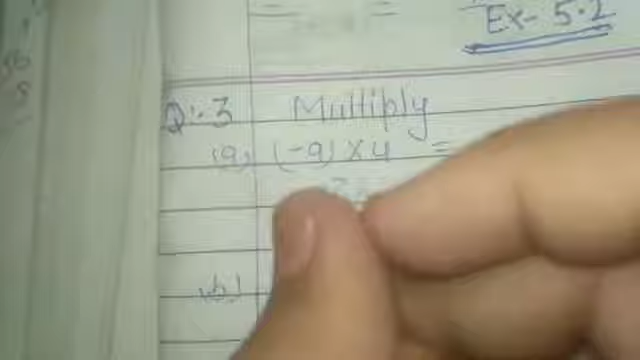 Ex- 5.2
Q:- 3 Multiply
(a) (-9) × 4 =
(b)